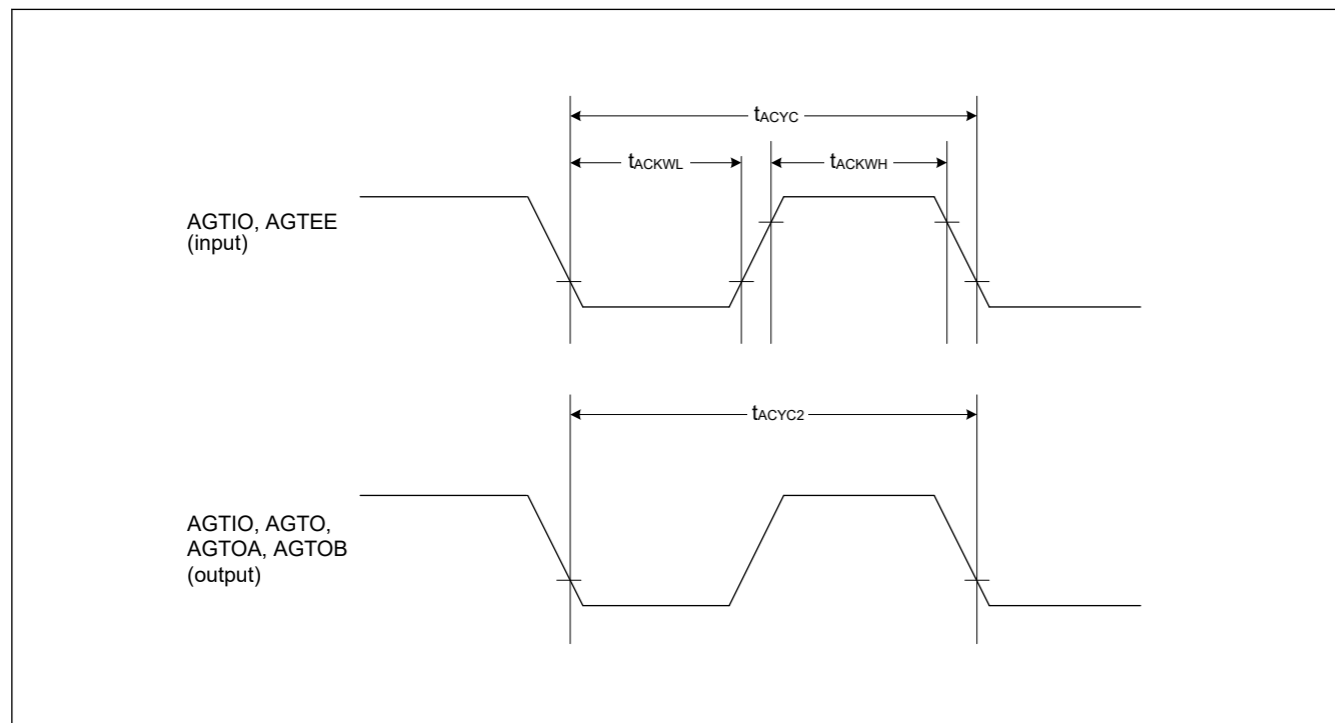 tACYC
tACKWL
tACKWH
AGTIO, AGTEE
(input)
tACYC2
AGTIO, AGTO,
AGTOA, AGTOB
(output)